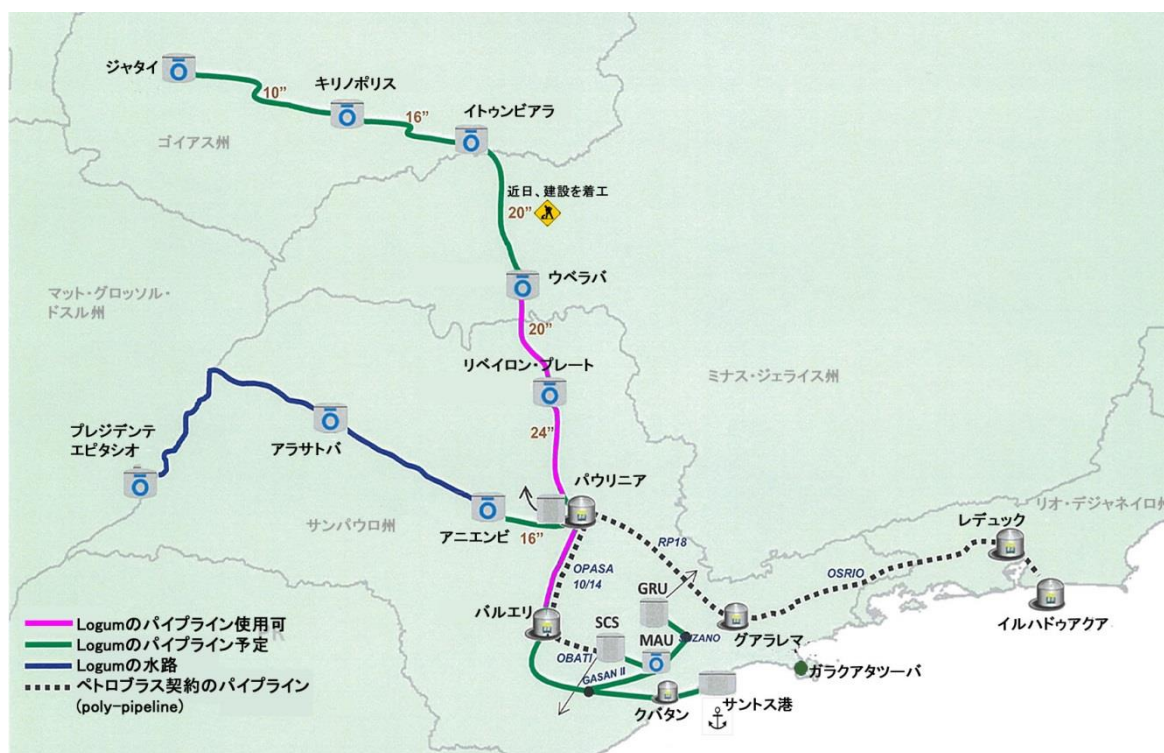 ジャタイ
10”
キリノポリス
16”
イトゥンビアラ
ゴイアス州
近日、建設を着工
20”
ウベラバ
マット・グロッソル・
ドスル州
20”
リベイロン・プレート
ミナス・ジェライス州
24”
プレジデンテ
エピタシオ
アラサトバ
パウリニア
サンパウロ州
アニエンビ
16”
リオ・デジャネイロ州
レデュック
RP18
OPASA
10/14
OSRIO
GRU
バルエリ
SCS
SUZANO
グアラレマ
イルハドゥアクア
MAU
OBATI
GASAN II
ガラクアタツーバ
クバタン
サントス港
Logumのパイプライン使用可
Logumのパイプライン予定
Logumの水路
ペトロブラス契約のパイプライン
(poly-pipeline)